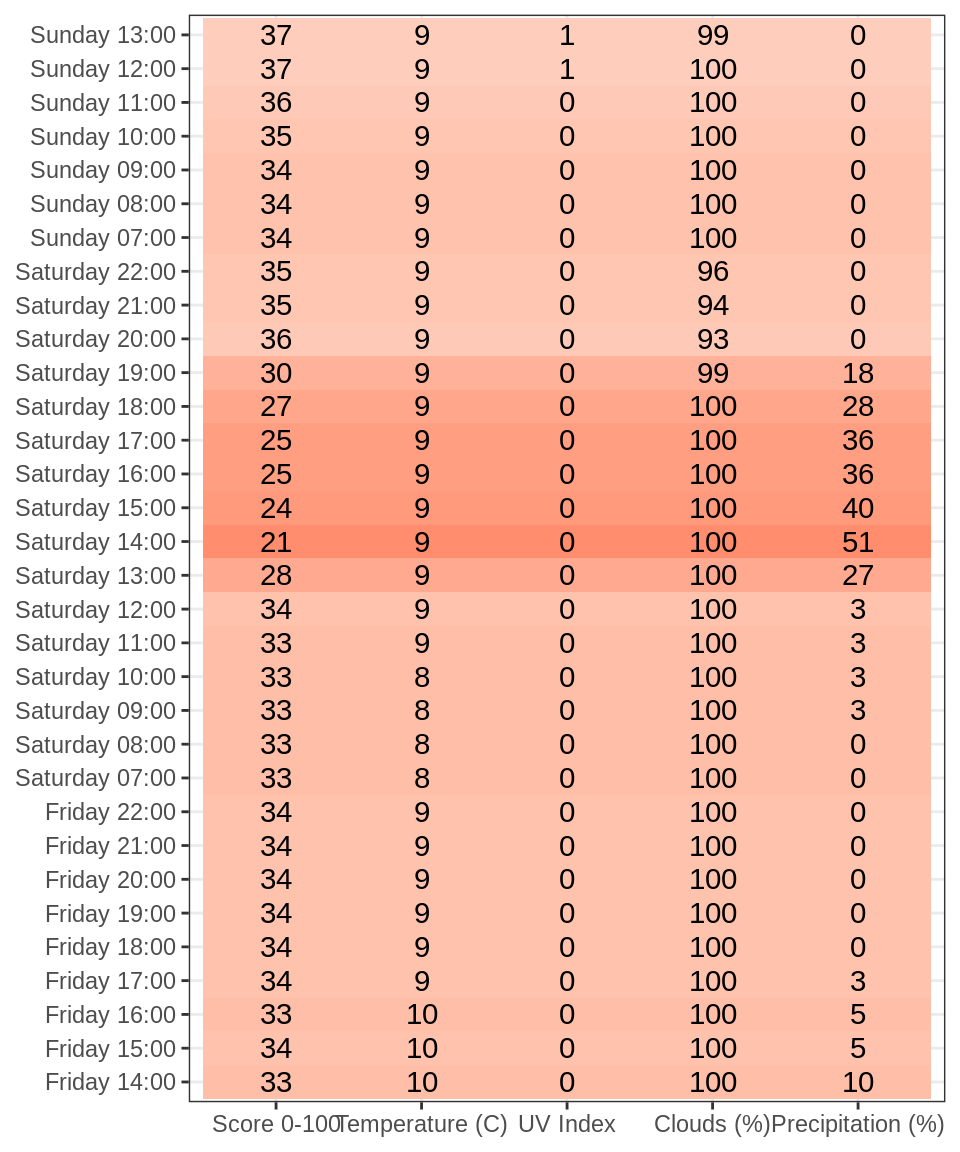 Sunday 13:00 37 9 1 99 0
Sunday 12:00 37 9 1 100 0
Sunday 11:00 36 9 0 100 0
Sunday 10:00 35 9 0 100 0
Sunday 09:00 34 9 0 100 0
Sunday 08:00 34 9 0 100 0
Sunday 07:00 34 9 0 100 0
Saturday 22:00 35 9 0 96 0
Saturday 21:00 35 9 0 94 0
Saturday 20:00 36 9 0 93 0
Saturday 19:00 30 9 0 99 18
Saturday 18:00 27 9 0 100 28
Saturday 17:00 25 9 0 100 36
Saturday 16:00 25 9 0 100 36
Saturday 15:00 24 9 0 100 40
Saturday 14:00 21 9 0 100 51
Saturday 13:00 28 9 0 100 27
Saturday 12:00 34 9 0 100 3
Saturday 11:00 33 9 0 100 3
Saturday 10:00 33 8 0 100 3
Saturday 09:00 33 8 0 100 3
Saturday 08:00 33 8 0 100 0
Saturday 07:00 33 8 0 100 0
Friday 22:00 34 9 0 100 0
Friday 21:00 34 9 0 100 0
Friday 20:00 34 9 0 100 0
Friday 19:00 34 9 0 100 0
Friday 18:00 34 9 0 100 0
Friday 17:00 34 9 0 100 3
Friday 16:00 33 10 0 100 5
Friday 15:00 34 10 0 100 5
Friday 14:00 33 10 0 100 10
Score 0-100 Temperature (C) UV Index Clouds (%) Precipitation (%)